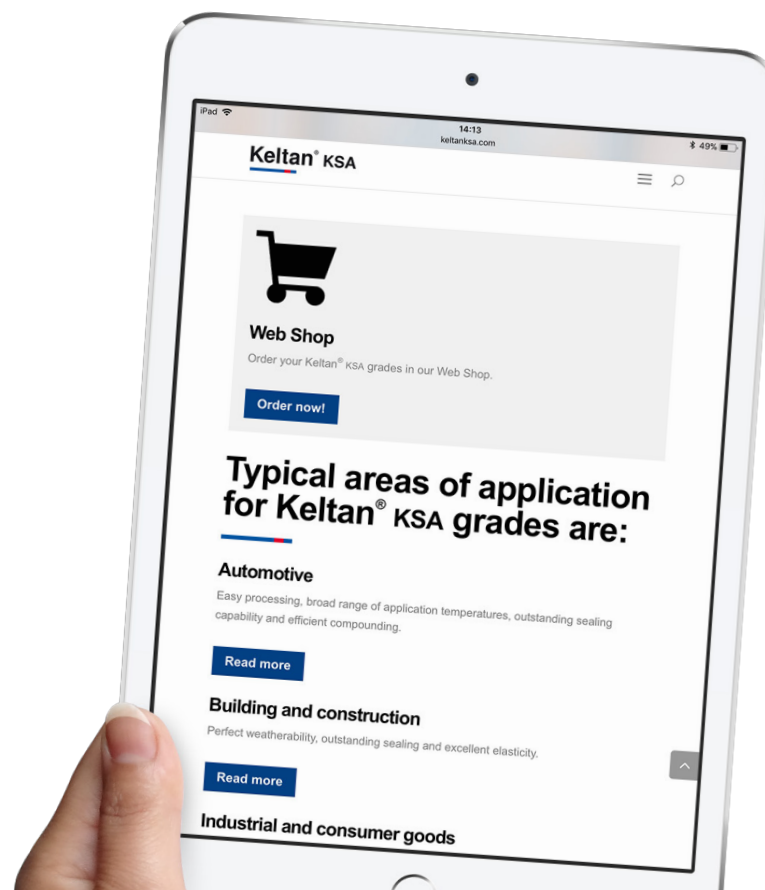 iPad
14:13
keltanksa.com
49%
Keltan® KSA
Web Shop
Order your Keltan® KSA grades in our Web Shop.
Order now!
Typical areas of application
for Keltan® KSA grades are:
Automotive
Easy processing, broad range of application temperatures, outstanding sealing
capability and efficient compounding.
Read more
Building and construction
Perfect weatherability, outstanding sealing and excellent elasticity.
Read more
Industrial and consumer goods